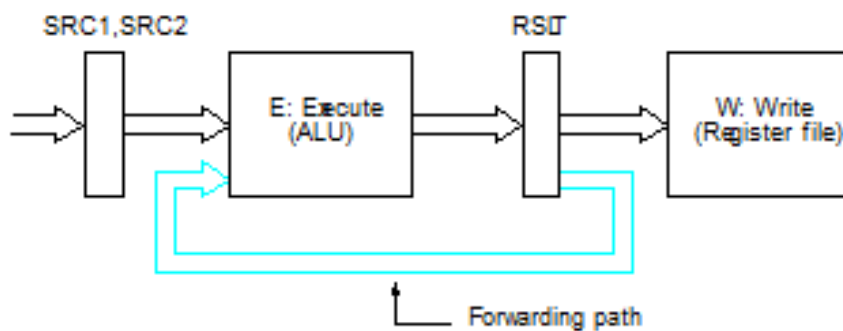 SRC1,SRC2
RSLT
E: Execute
(ALU)
W: Write
(Register file)
Forwarding path